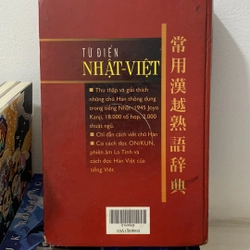 TỪ ĐIỂN
NHẬT-VIỆT
常用漢越熟語辞典
• Thu thập và giải thích
những chữ Hán thông dụng
trong tiếng Nhật 1945 Joyo
Kanji, 18.000 tổ hợp, 2.000
thuật ngữ.
• Chỉ dẫn cách viết chữ Hán
• Có cách đọc ON/KUN,
phiên âm La Tinh và
cách đọc Hán Việt của
tiếng Việt